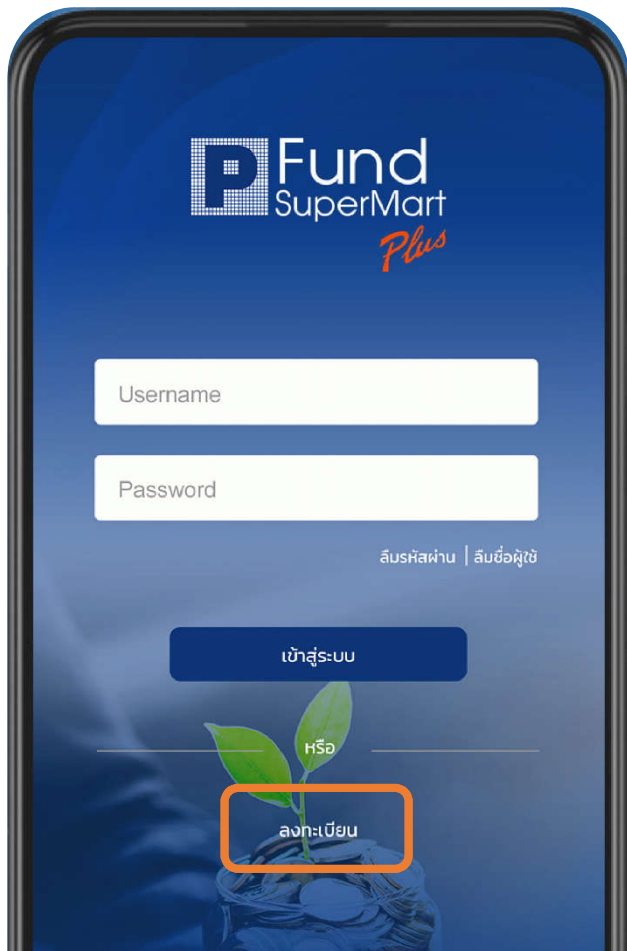 P Fund
SuperMart
Plus
Username
Password
ลืมรหัสผ่าน | ลืมชื่อผู้ใช้
เข้าสู่ระบบ
หรือ
ลงทะเบียน